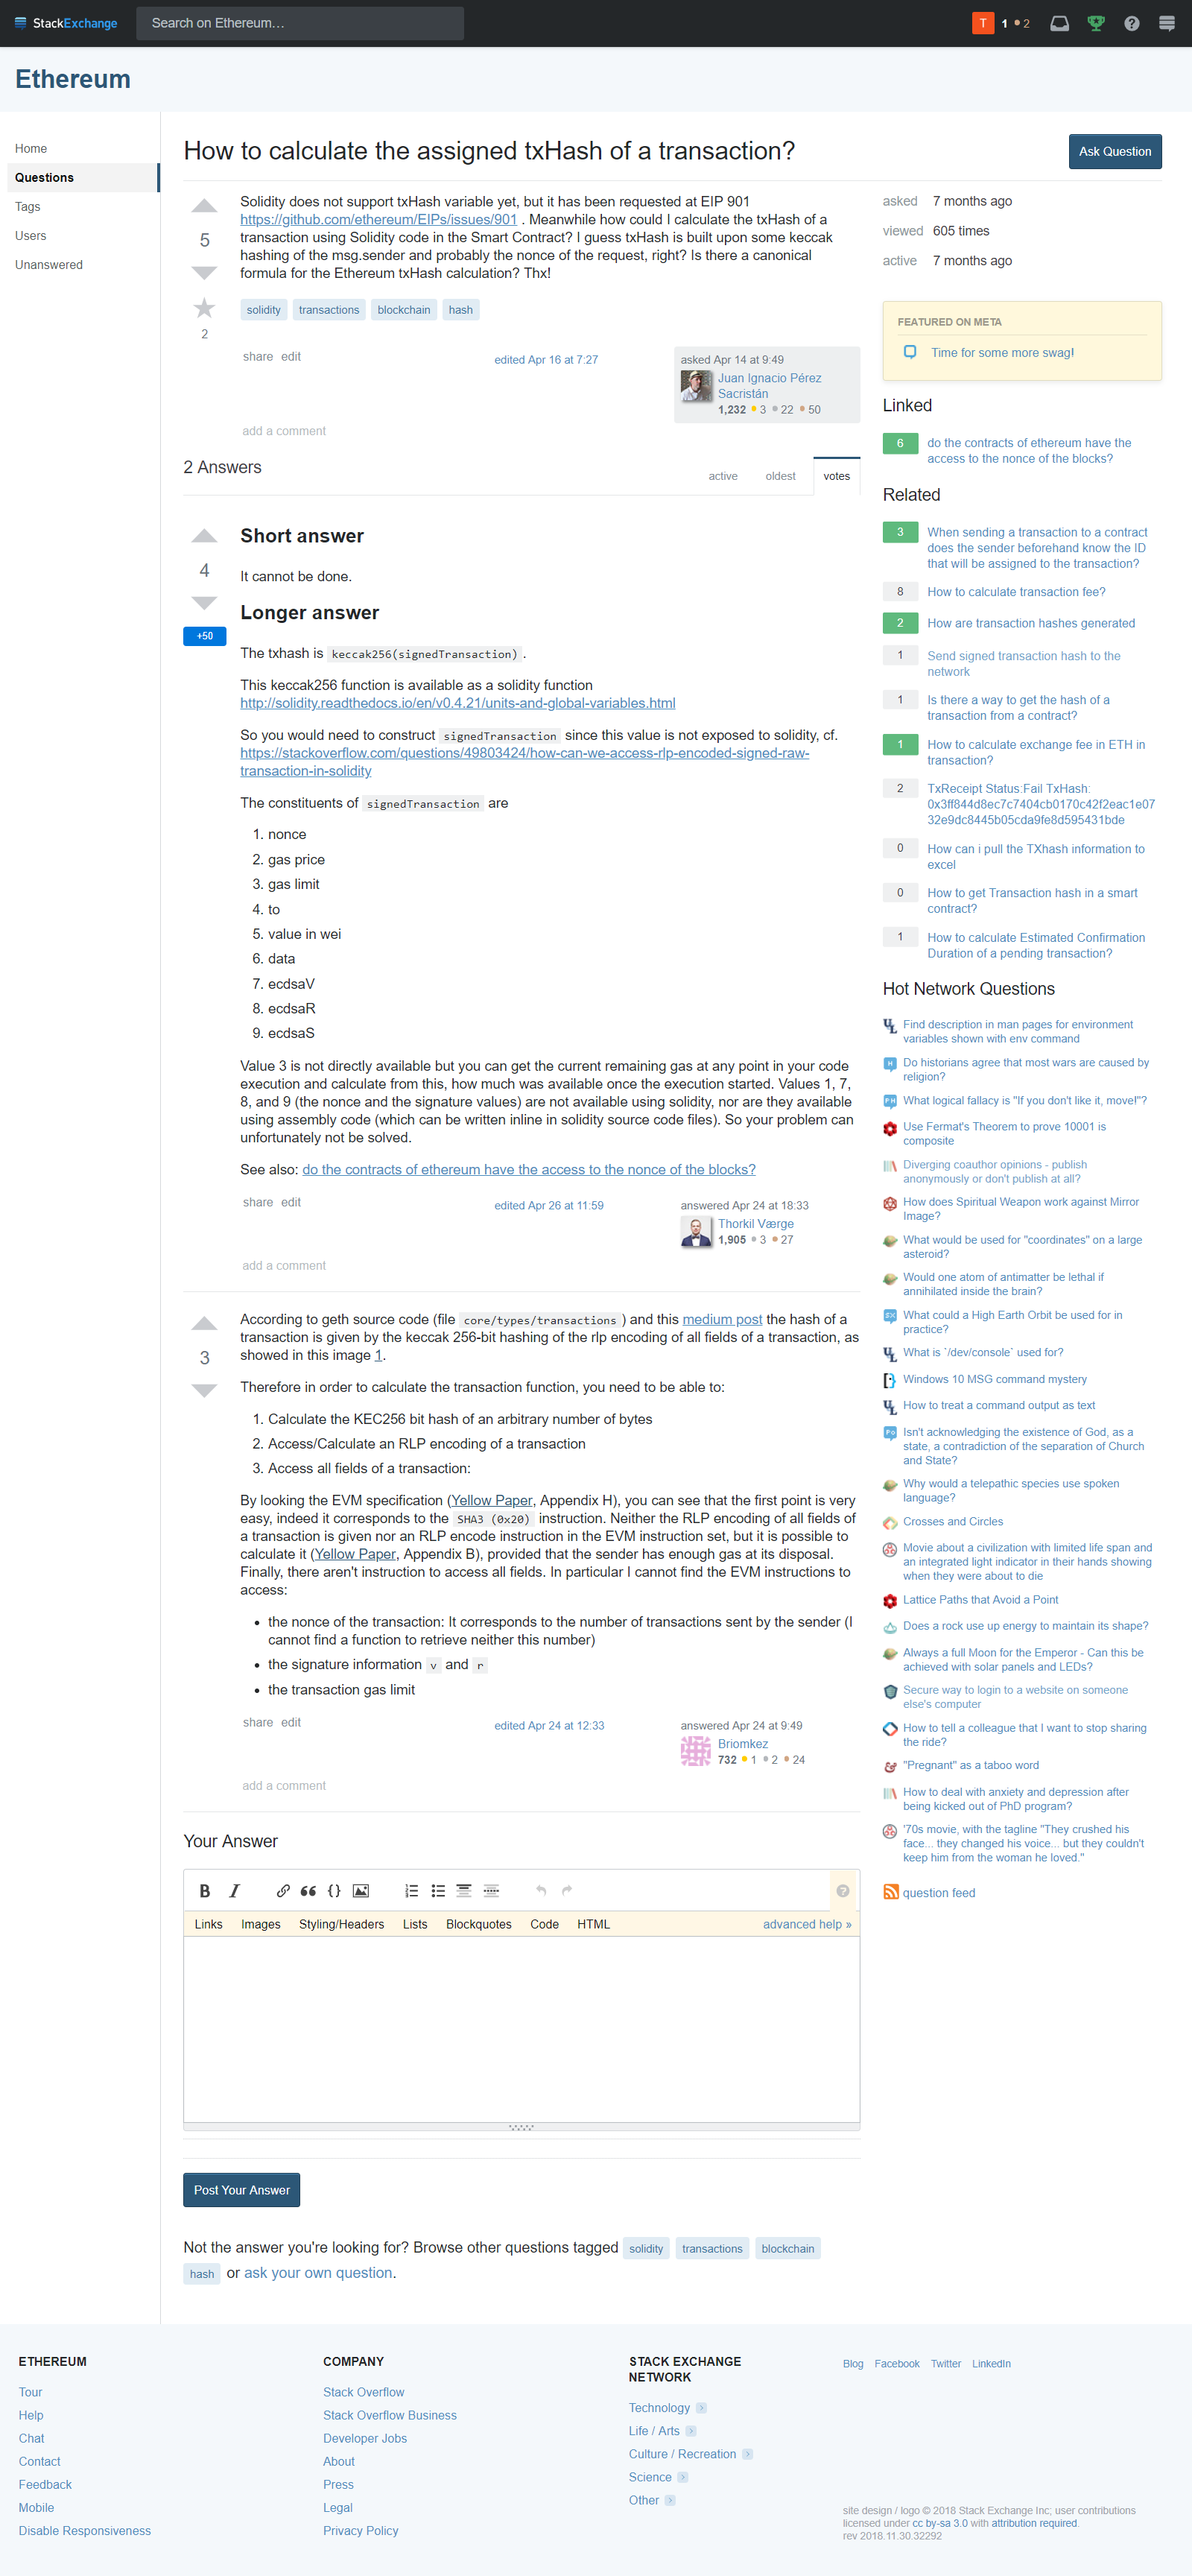 StackExchange
Search on Ethereum…
T 1 2
Ethereum
Home
Questions
Tags
Users
Unanswered
How to calculate the assigned txHash of a transaction?
Ask Question
5
2
Solidity does not support txHash variable yet, but it has been requested at EIP 901
https://github.com/ethereum/EIPs/issues/901 . Meanwhile how could I calculate the txHash of a
transaction using Solidity code in the Smart Contract? I guess txHash is built upon some keccak
hashing of the msg.sender and probably the nonce of the request, right? Is there a canonical
formula for the Ethereum txHash calculation? Thx!
solidity transactions blockchain hash
share edit
edited Apr 16 at 7:27
asked Apr 14 at 9:49
Juan Ignacio Pérez
Sacristán
1,232 3 22 50
add a comment
2 Answers
active oldest votes
4
+50
Short answer
It cannot be done.
Longer answer
The txhash is keccak256(signedTransaction).
This keccak256 function is available as a solidity function
http://solidity.readthedocs.io/en/v0.4.21/units-and-global-variables.html
So you would need to construct signedTransaction since this value is not exposed to solidity, cf.
https://stackoverflow.com/questions/49803424/how-can-we-access-rlp-encoded-signed-raw-
transaction-in-solidity
The constituents of signedTransaction are
1. nonce
2. gas price
3. gas limit
4. to
5. value in wei
6. data
7. ecdsaV
8. ecdsaR
9. ecdsaS
Value 3 is not directly available but you can get the current remaining gas at any point in your code
execution and calculate from this, how much was available once the execution started. Values 1, 7,
8, and 9 (the nonce and the signature values) are not available using solidity, nor are they available
using assembly code (which can be written inline in solidity source code files). So your problem can
unfortunately not be solved.
See also: do the contracts of ethereum have the access to the nonce of the blocks?
share edit
edited Apr 26 at 11:59
answered Apr 24 at 18:33
Thorkil Værge
1,905 3 27
add a comment
3
According to geth source code (file core/types/transactions) and this medium post the hash of a
transaction is given by the keccak 256-bit hashing of the rlp encoding of all fields of a transaction, as
showed in this image 1.
Therefore in order to calculate the transaction function, you need to be able to:
1. Calculate the KEC256 bit hash of an arbitrary number of bytes
2. Access/Calculate an RLP encoding of a transaction
3. Access all fields of a transaction:
By looking the EVM specification (Yellow Paper, Appendix H), you can see that the first point is very
easy, indeed it corresponds to the SHA3 (0x20) instruction. Neither the RLP encoding of all fields of
a transaction is given nor an RLP encode instruction in the EVM instruction set, but it is possible to
calculate it (Yellow Paper, Appendix B), provided that the sender has enough gas at its disposal.
Finally, there aren't instruction to access all fields. In particular I cannot find the EVM instructions to
access:
• the nonce of the transaction: It corresponds to the number of transactions sent by the sender (I
cannot find a function to retrieve neither this number)
• the signature information v and r
• the transaction gas limit
share edit
edited Apr 24 at 12:33
answered Apr 24 at 9:49
Briomkez
732 1 2 24
add a comment
Your Answer
Links Images Styling/Headers Lists Blockquotes Code HTML advanced help »
Post Your Answer
Not the answer you're looking for? Browse other questions tagged solidity transactions blockchain
hash or ask your own question.
asked 7 months ago
viewed 605 times
active 7 months ago
FEATURED ON META
Time for some more swag!
Linked
6 do the contracts of ethereum have the
access to the nonce of the blocks?
Related
3 When sending a transaction to a contract
does the sender beforehand know the ID
that will be assigned to the transaction?
8 How to calculate transaction fee?
2 How are transaction hashes generated
1 Send signed transaction hash to the
network
1 Is there a way to get the hash of a
transaction from a contract?
1 How to calculate exchange fee in ETH in
transaction?
2 TxReceipt Status:Fail TxHash:
0x3ff844d8ec7c7404cb0170c42f2eac1e07
32e9dc8445b05cda9fe8d595431bde
0 How can i pull the TXhash information to
excel
0 How to get Transaction hash in a smart
contract?
1 How to calculate Estimated Confirmation
Duration of a pending transaction?
Hot Network Questions
Find description in man pages for environment
variables shown with env command
Do historians agree that most wars are caused by
religion?
What logical fallacy is "If you don't like it, move!"?
Use Fermat's Theorem to prove 10001 is
composite
Diverging coauthor opinions - publish
anonymously or don't publish at all?
How does Spiritual Weapon work against Mirror
Image?
What would be used for "coordinates" on a large
asteroid?
Would one atom of antimatter be lethal if
annihilated inside the brain?
What could a High Earth Orbit be used for in
practice?
What is `/dev/console` used for?
Windows 10 MSG command mystery
How to treat a command output as text
Isn't acknowledging the existence of God, as a
state, a contradiction of the separation of Church
and State?
Why would a telepathic species use spoken
language?
Crosses and Circles
Movie about a civilization with limited life span and
an integrated light indicator in their hands showing
when they were about to die
Lattice Paths that Avoid a Point
Does a rock use up energy to maintain its shape?
Always a full Moon for the Emperor - Can this be
achieved with solar panels and LEDs?
Secure way to login to a website on someone
else's computer
How to tell a colleague that I want to stop sharing
the ride?
"Pregnant" as a taboo word
How to deal with anxiety and depression after
being kicked out of PhD program?
'70s movie, with the tagline "They crushed his
face... they changed his voice... but they couldn't
keep him from the woman he loved."
question feed
ETHEREUM
Tour
Help
Chat
Contact
Feedback
Mobile
Disable Responsiveness
COMPANY
Stack Overflow
Stack Overflow Business
Developer Jobs
About
Press
Legal
Privacy Policy
STACK EXCHANGE
NETWORK
Technology
Life / Arts
Culture / Recreation
Science
Other
Blog Facebook Twitter LinkedIn
site design / logo © 2018 Stack Exchange Inc; user contributions
licensed under cc by-sa 3.0 with attribution required.
rev 2018.11.30.32292